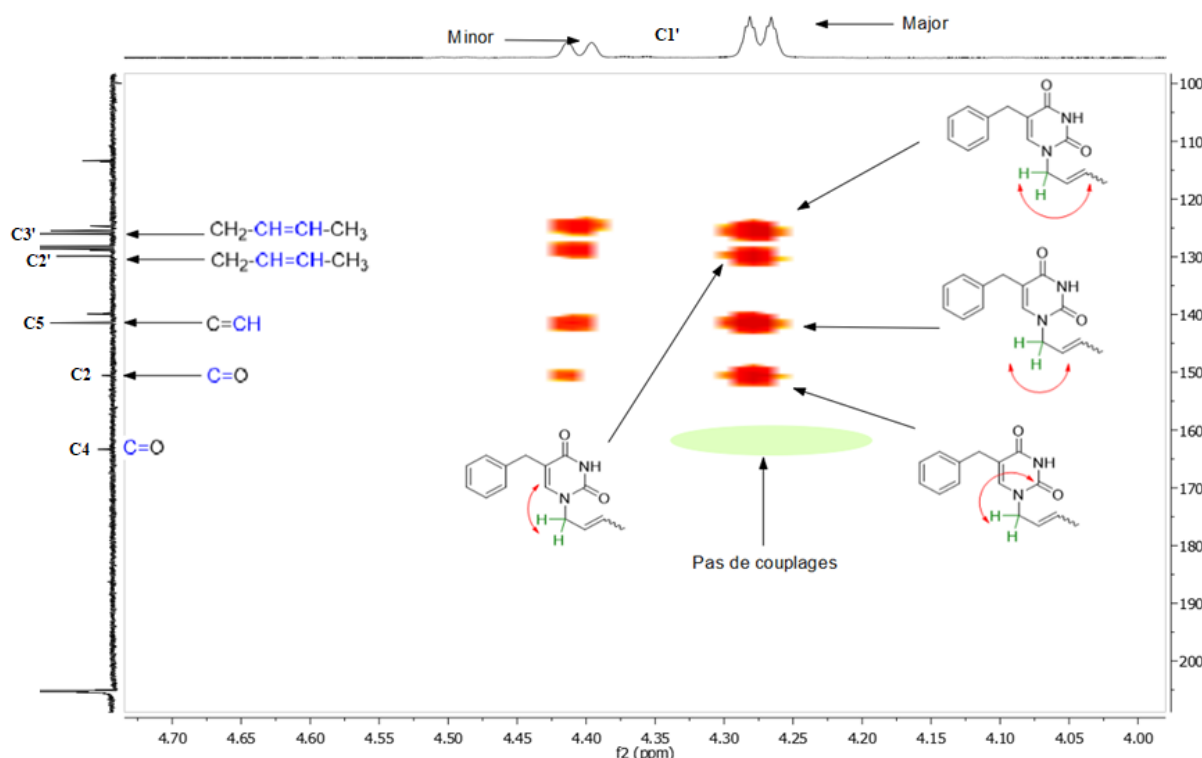 Minor
C1'
Major
C3'
CH₂-CH=CH-CH₃
C2'
CH₂-CH=CH-CH₃
C5
C=CH
C2
C=O
C4
C=O
O
NH
N
O
H
H
O
NH
N
O
H
H
O
NH
N
O
H
H
O
NH
N
O
H
H
Pas de couplages
100
110
120
130
140
150
160
170
180
190
200
4.70 4.65 4.60 4.55 4.50 4.45 4.40 4.35 4.30 4.25 4.20 4.15 4.10 4.05 4.00
f2 (ppm)